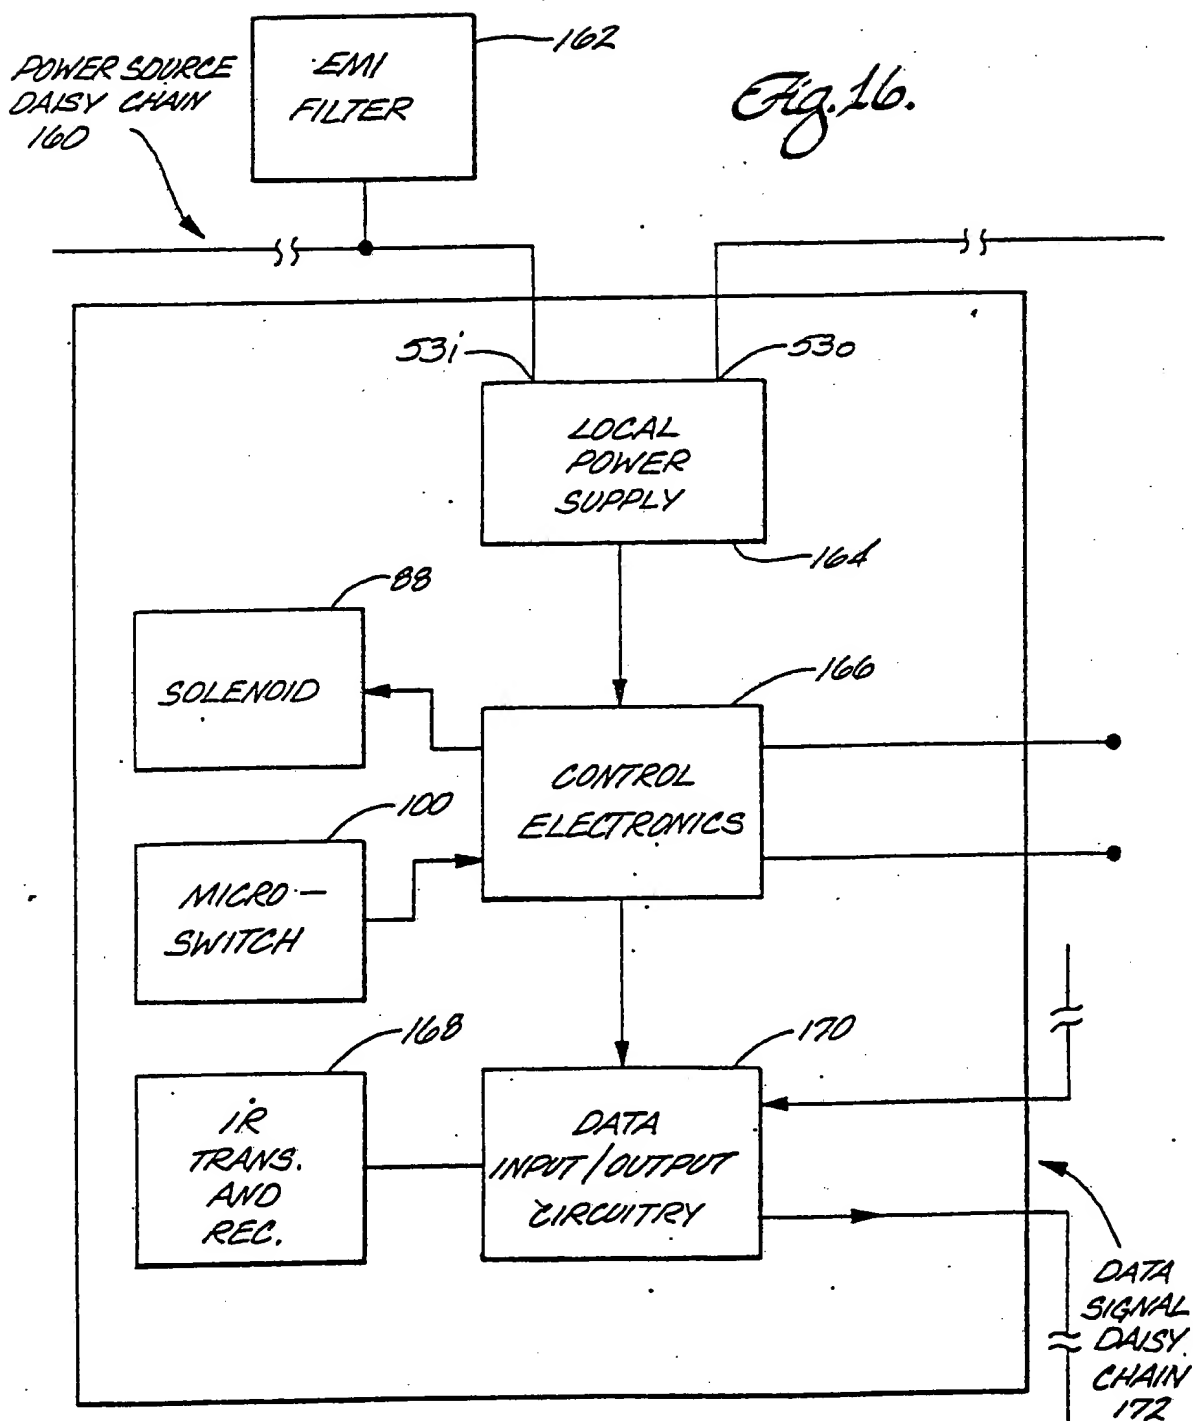 162
EMI
FILTER
POWER SOURCE
DAISY CHAIN
160
Fig. 16.
53i
53o
LOCAL
POWER
SUPPLY
164
88
SOLENOID
166
CONTROL
ELECTRONICS
100
MICRO-
SWITCH
168
IR
TRANS.
AND
REC.
170
DATA
INPUT/OUTPUT
CIRCUITRY
DATA
SIGNAL
DAISY
CHAIN
172